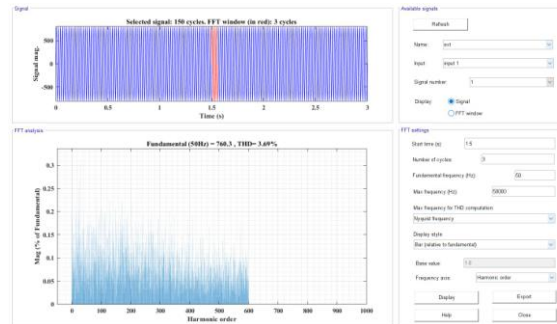 Signal
Selected signal: 150 cycles. FFT window (in red): 3 cycles
Signal mag.
500
0
-500
0 0.5 1 1.5 2 2.5 3
Time (s)
FFT analysis
Fundamental (50Hz) = 760.3 , THD= 3.69%
Mag (% of Fundamental)
0.3
0.25
0.2
0.15
0.1
0.05
0
0 100 200 300 400 500 600 700 800 900 1000
Harmonic order
Available signals
Refresh
Name:
Input:
input 1
Signal number:
1
Display:
Signal
FFT window
FFT settings
Start time (s):
1.5
Number of cycles:
3
Fundamental frequency (Hz):
50
Max frequency (Hz):
50000
Max frequency for THD computation:
Nyquist frequency
Display style:
Bar (relative to fundamental)
Base value:
1.0
Frequency axis:
Harmonic order
Display
Export
Help
Close